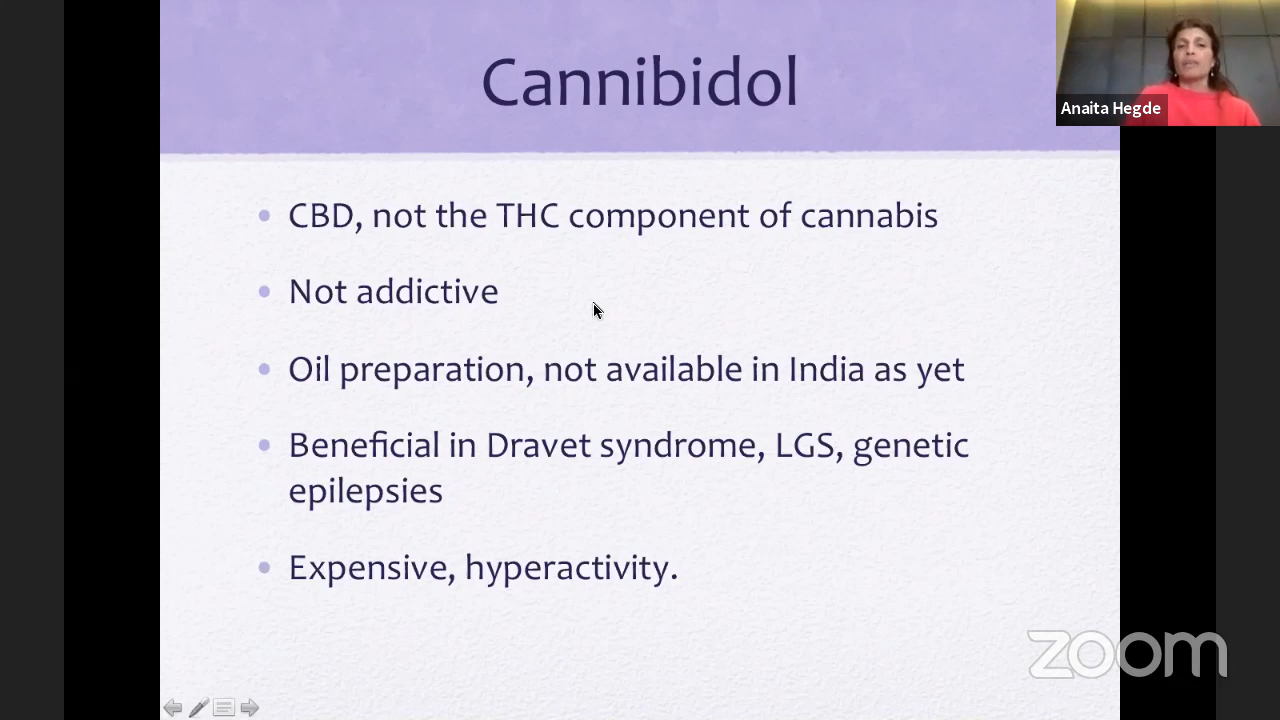 Cannibidol
Anaita Hegde
• CBD, not the THC component of cannabis
• Not addictive
• Oil preparation, not available in India as yet
• Beneficial in Dravet syndrome, LGS, genetic
epilepsies
• Expensive, hyperactivity.
zoom